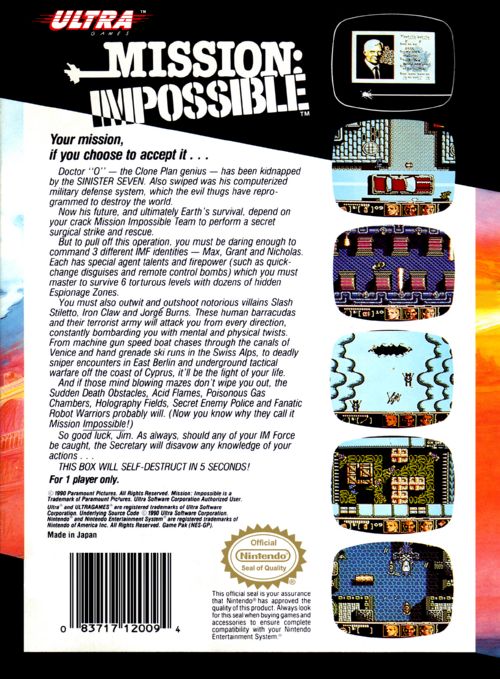 ULTRA™
GAMES
MISSION:
IMPOSSIBLE™
Your mission,
if you choose to accept it . . .
Doctor "O" — the Clone Plan genius — has been kidnapped
by the SINISTER SEVEN. Also swiped was his computerized
military defense system, which the evil thugs have repro-
grammed to destroy the world.
Now his future, and ultimately Earth's survival, depend on
your crack Mission Impossible Team to perform a secret
surgical strike and rescue.
But to pull off this operation, you must be daring enough to
command 3 different IMF identities — Max, Grant and Nicholas.
Each has special agent talents and firepower (such as quick-
change disguises and remote control bombs) which you must
master to survive 6 torturous levels with dozens of hidden
Espionage Zones.
You must also outwit and outshoot notorious villains Slash
Stiletto, Iron Claw and Jorgé Burns. These human barracudas
and their terrorist army will attack you from every direction,
constantly bombarding you with mental and physical twists.
From machine gun speed boat chases through the canals of
Venice and hand grenade ski runs in the Swiss Alps, to deadly
sniper encounters in East Berlin and underground tactical
warfare off the coast of Cyprus, it'll be the light of your life.
And if those mind blowing mazes don't wipe you out, the
Sudden Death Obstacles, Acid Flames, Poisonous Gas
Chambers, Holography Fields, Secret Enemy Police and Fanatic
Robot Warriors probably will. (Now you know why they call it
Mission Impossible!)
So good luck, Jim. As always, should any of your IM Force
be caught, the Secretary will disavow any knowledge of your
actions . . .
THIS BOX WILL SELF-DESTRUCT IN 5 SECONDS!
For 1 player only.
© 1990 Paramount Pictures. All Rights Reserved. Mission: Impossible is a
Trademark of Paramount Pictures. Ultra Software Corporation Authorized User.
Ultra™ and ULTRAGAMES™ are registered trademarks of Ultra Software
Corporation. Underlying Source Code © 1990 Ultra Software Corporation.
Nintendo® and Nintendo Entertainment System® are registered trademarks of
Nintendo of America Inc. All Rights Reserved. Game Pak (NES-GP).
Made in Japan
0 83717 12009 4
Official
Nintendo®
Seal of Quality
This official seal is your assurance
that Nintendo® has approved the
quality of this product. Always look
for this seal when buying games and
accessories to ensure complete
compatibility with your Nintendo
Entertainment System.®